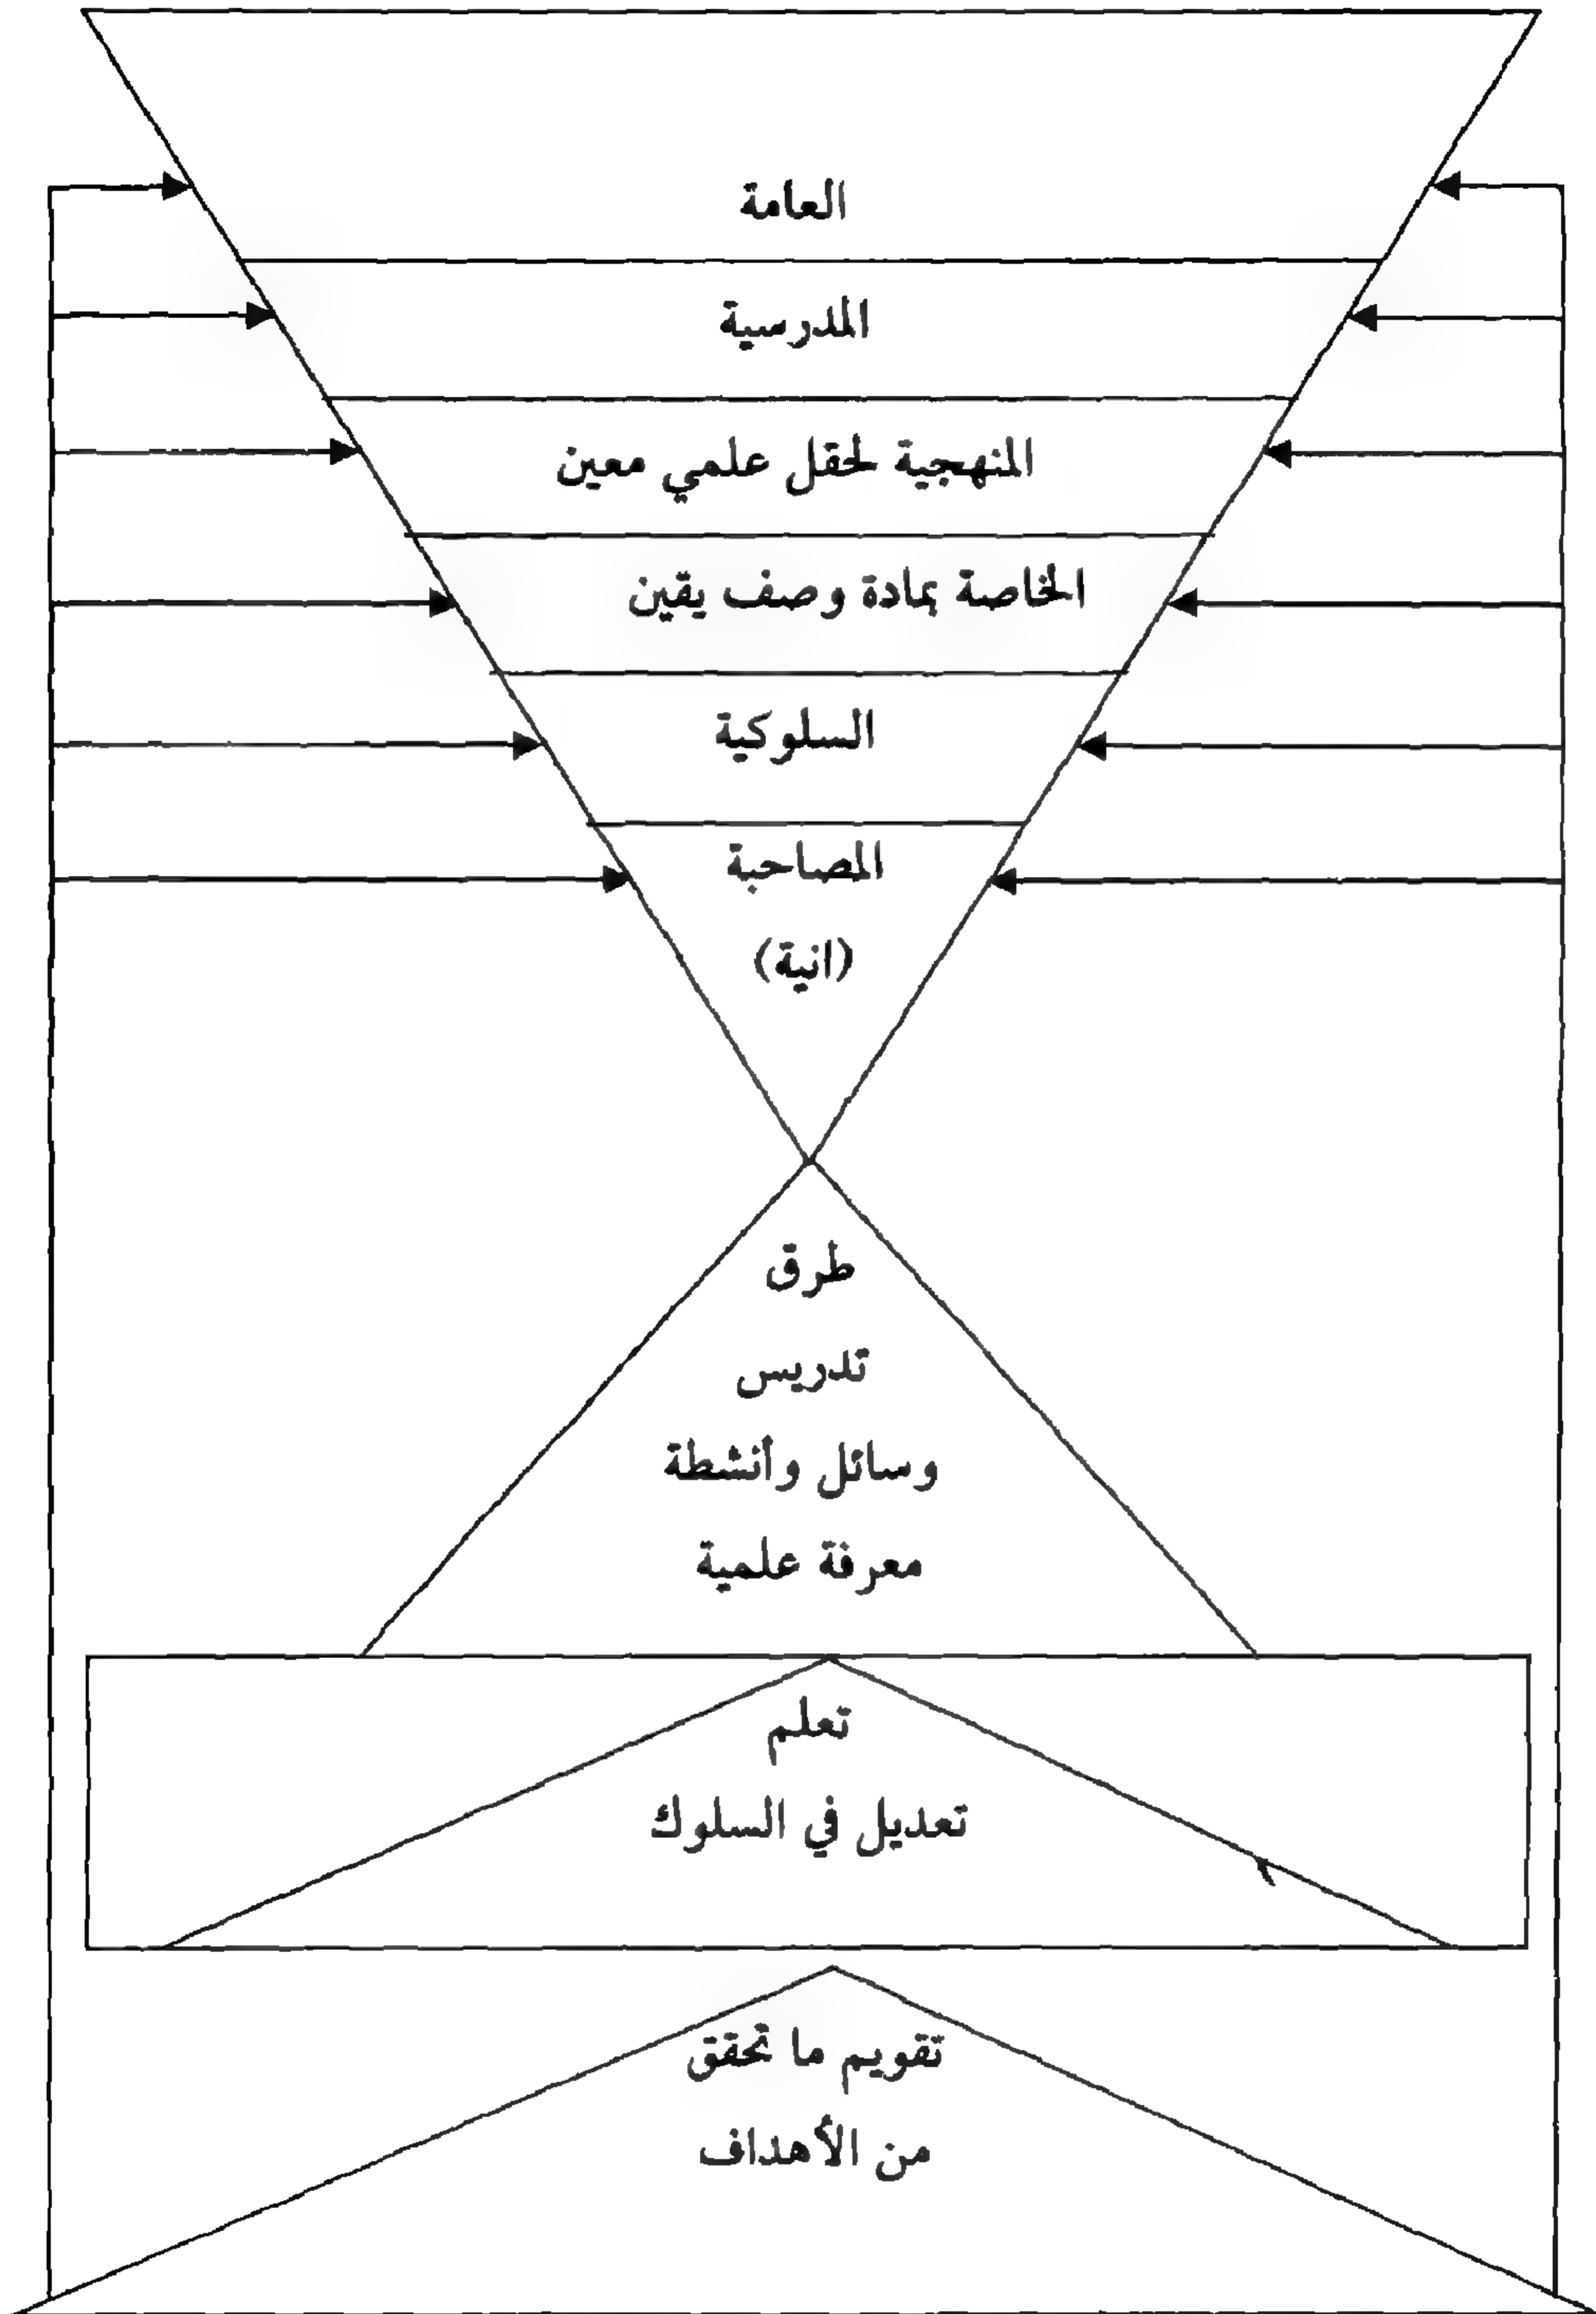 العامة
المدرسية
المنهجية لحقل علمي معين
الخاصة بمادة وصف يقين
السلوكية
المصاحبة
(انية)
طرق
تدريس
وسائل وأنشطة
معرفة علمية
تعلم
تعديل في السلوك
تقويم ما تحقق
من الأهداف